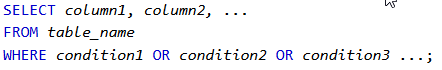 SELECT column1, column2, ...
FROM table_name
WHERE condition1 OR condition2 OR condition3 ...;